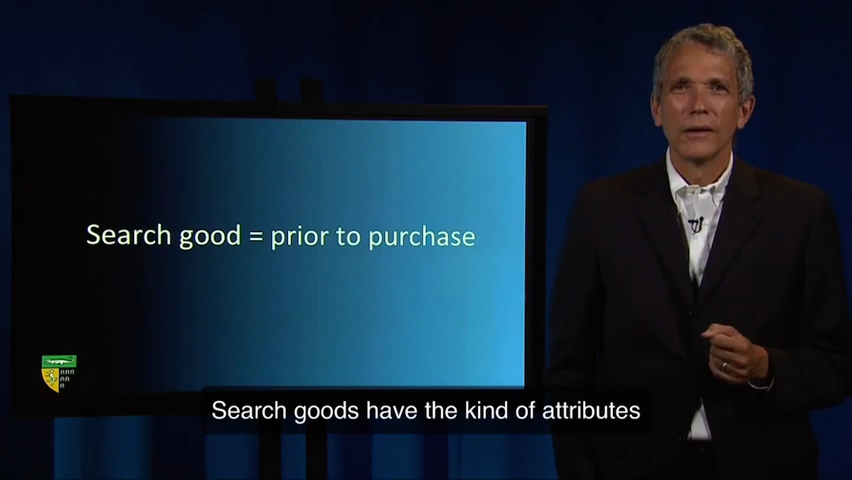 Search good = prior to purchase
Search goods have the kind of attributes